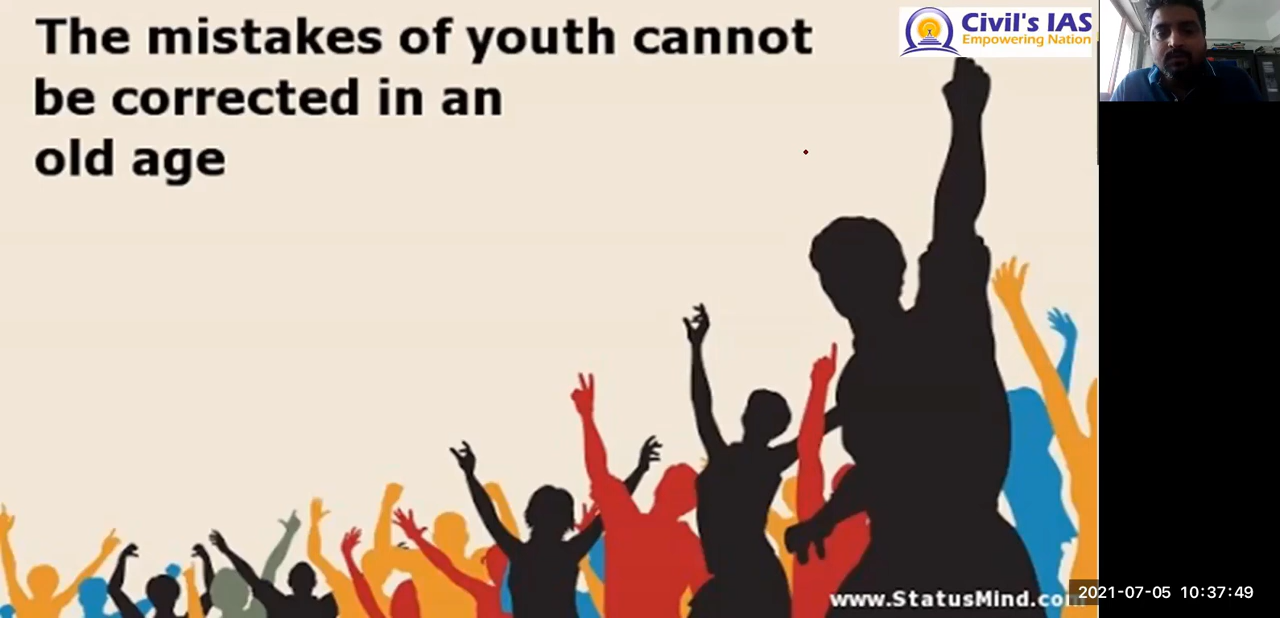 The mistakes of youth cannot
be corrected in an
old age
Civil's IAS
Empowering Nation
www.StatusMind.com
2021-07-05 10:37:49